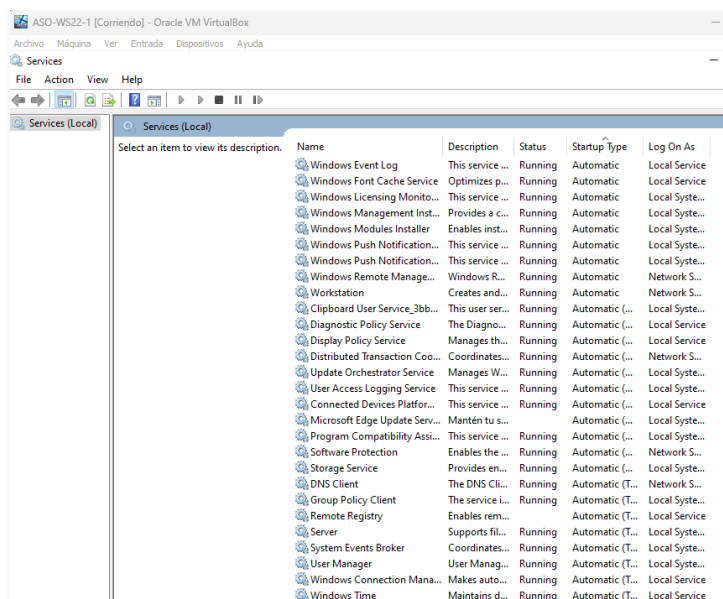 ASO-WS22-1 [Corriendo] - Oracle VM VirtualBox
Archivo Máquina Ver Entrada Dispositivos Ayuda
Services
File Action View Help
Services (Local)
Services (Local)
Select an item to view its description.
Name Description Status Startup Type Log On As
Windows Event Log This service ... Running Automatic Local Service
Windows Font Cache Service Optimizes p... Running Automatic Local Service
Windows Licensing Monito... This service ... Running Automatic Local Syste...
Windows Management Inst... Provides a c... Running Automatic Local Syste...
Windows Modules Installer Enables inst... Running Automatic Local Syste...
Windows Push Notification... This service ... Running Automatic Local Syste...
Windows Push Notification... This service ... Running Automatic Local Syste...
Windows Remote Manage... Windows R... Running Automatic Network S...
Workstation Creates and... Running Automatic Network S...
Clipboard User Service_3bb... This user ser... Running Automatic (... Local Syste...
Diagnostic Policy Service The Diagno... Running Automatic (... Local Service
Display Policy Service Manages th... Running Automatic (... Local Service
Distributed Transaction Coo... Coordinates... Running Automatic (... Network S...
Update Orchestrator Service Manages W... Running Automatic (... Local Syste...
User Access Logging Service This service ... Running Automatic (... Local Syste...
Connected Devices Platfor... This service ... Running Automatic (... Local Service
Microsoft Edge Update Serv... Mantén tu s... Automatic (... Local Syste...
Program Compatibility Assi... This service ... Running Automatic (... Local Syste...
Software Protection Enables the ... Running Automatic (... Network S...
Storage Service Provides en... Running Automatic (... Local Syste...
DNS Client The DNS Cli... Running Automatic (T... Network S...
Group Policy Client The service i... Running Automatic (T... Local Syste...
Remote Registry Enables rem... Automatic (T... Local Service
Server Supports fil... Running Automatic (T... Local Syste...
System Events Broker Coordinates... Running Automatic (T... Local Syste...
User Manager User Manag... Running Automatic (T... Local Syste...
Windows Connection Mana... Makes auto... Running Automatic (T... Local Service
Windows Time Maintains d... Running Automatic (T... Local Service